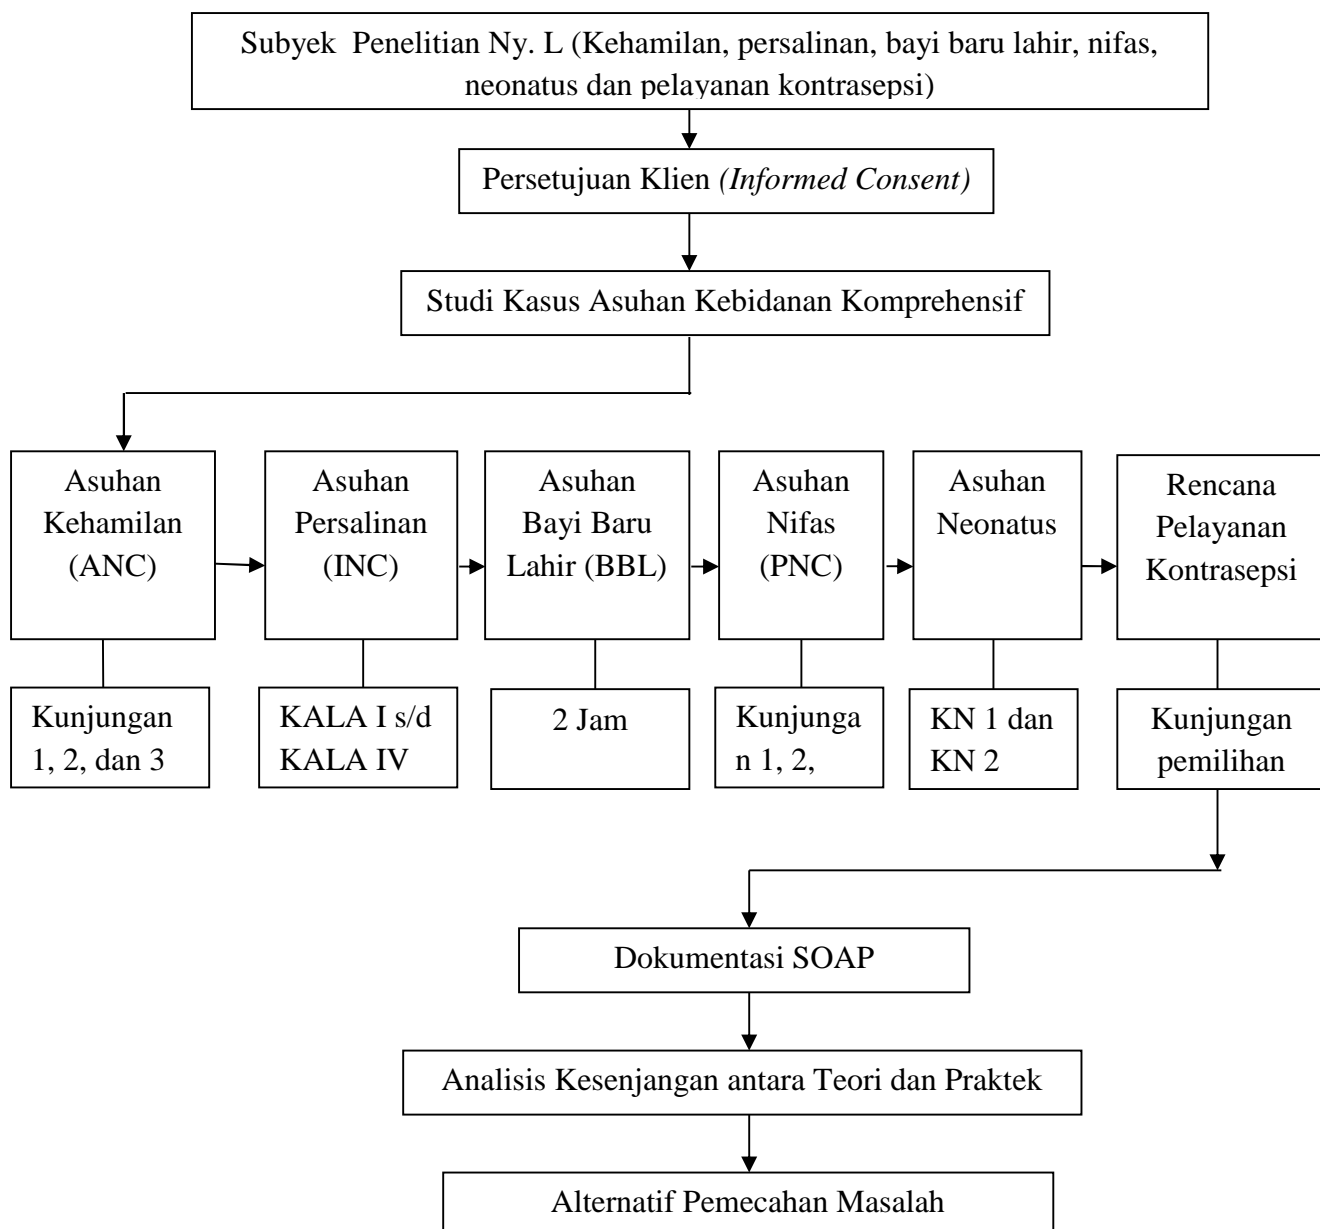 Subyek Penelitian Ny. L (Kehamilan, persalinan, bayi baru lahir, nifas,
neonatus dan pelayanan kontrasepsi)
Persetujuan Klien (Informed Consent)
Studi Kasus Asuhan Kebidanan Komprehensif
Asuhan
Kehamilan
(ANC)
Asuhan
Persalinan
(INC)
Asuhan
Bayi Baru
Lahir (BBL)
Asuhan
Nifas
(PNC)
Asuhan
Neonatus
Rencana
Pelayanan
Kontrasepsi
Kunjungan
1, 2, dan 3
KALA I s/d
KALA IV
2 Jam
Kunjunga
n 1, 2,
KN 1 dan
KN 2
Kunjungan
pemilihan
Dokumentasi SOAP
Analisis Kesenjangan antara Teori dan Praktek
Alternatif Pemecahan Masalah